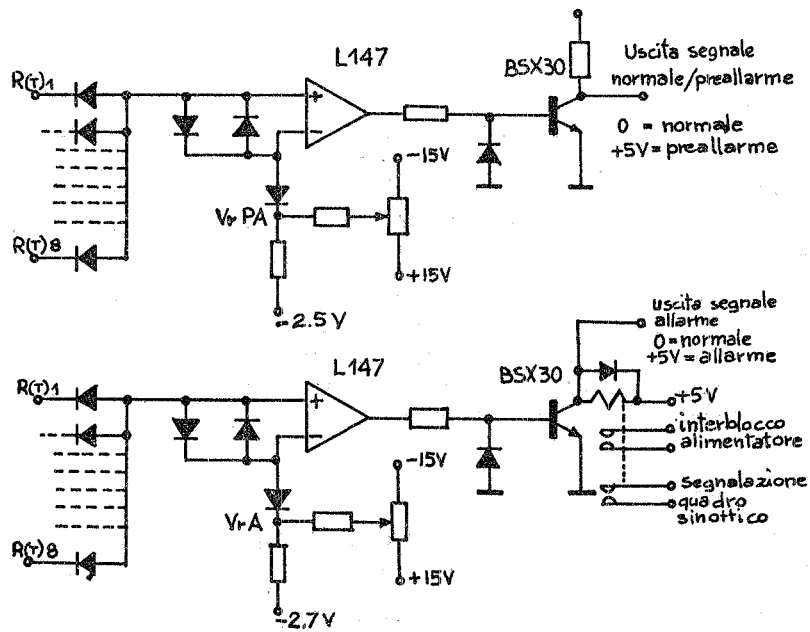 L147
BSX30
Uscita segnale
normale/preallarme
0 = normale
+5V = preallarme
R(T)1
+
-
-15V
Vr PA
+15V
R(T)8
-2.5V
L147
BSX30
uscita segnale
allarme
0=normale
+5V=allarme
R(T)1
+
-
+5V
interblocco
alimentatore
-15V
segnalazione
quadro
sinottico
VrA
+15V
R(T)8
-2.7V